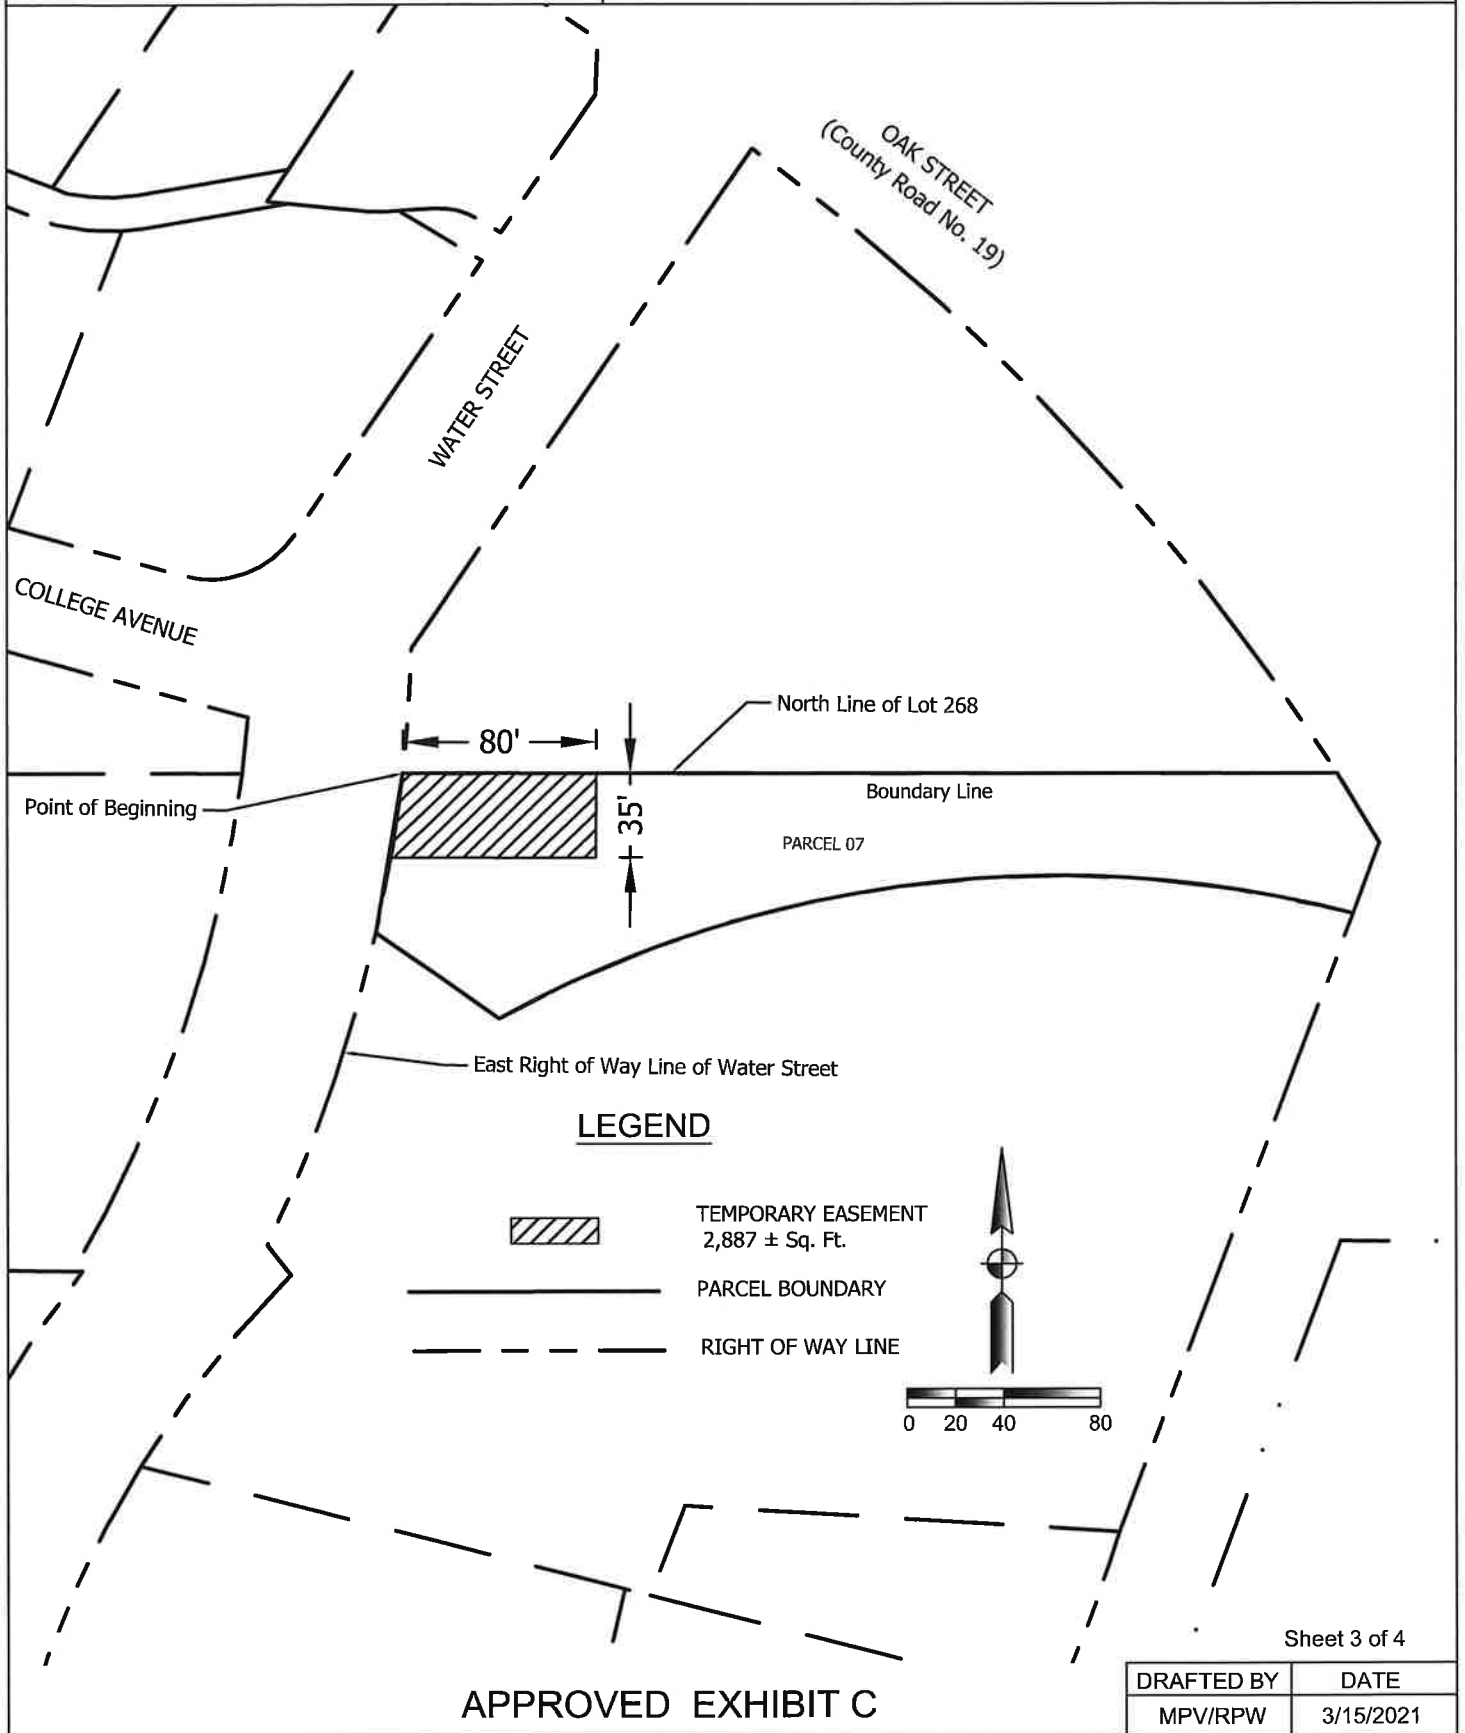 OAK STREET
(County Road No. 19)
WATER STREET
COLLEGE AVENUE
North Line of Lot 268
80'
Point of Beginning
35'
Boundary Line
PARCEL 07
East Right of Way Line of Water Street
LEGEND
TEMPORARY EASEMENT
2,887 ± Sq. Ft.
PARCEL BOUNDARY
RIGHT OF WAY LINE
0 20 40 80
Sheet 3 of 4
DRAFTED BY DATE
MPV/RPW 3/15/2021
APPROVED EXHIBIT C